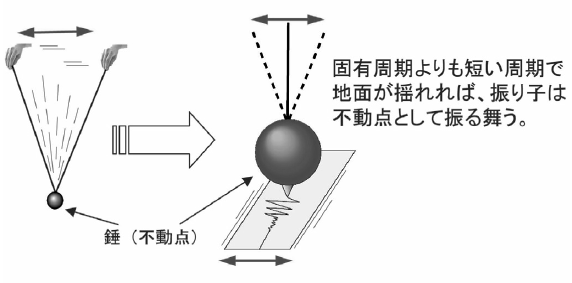 固有周期よりも短い周期で
地面が揺れれば、振り子は
不動点として振る舞う。
錘（不動点）